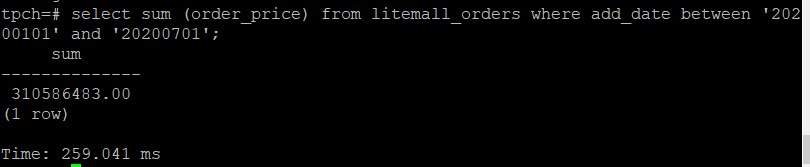 tpch=# select sum (order_price) from litemall_orders where add_date between '202
00101' and '20200701';
sum
--------------
310586483.00
(1 row)
Time: 259.041 ms